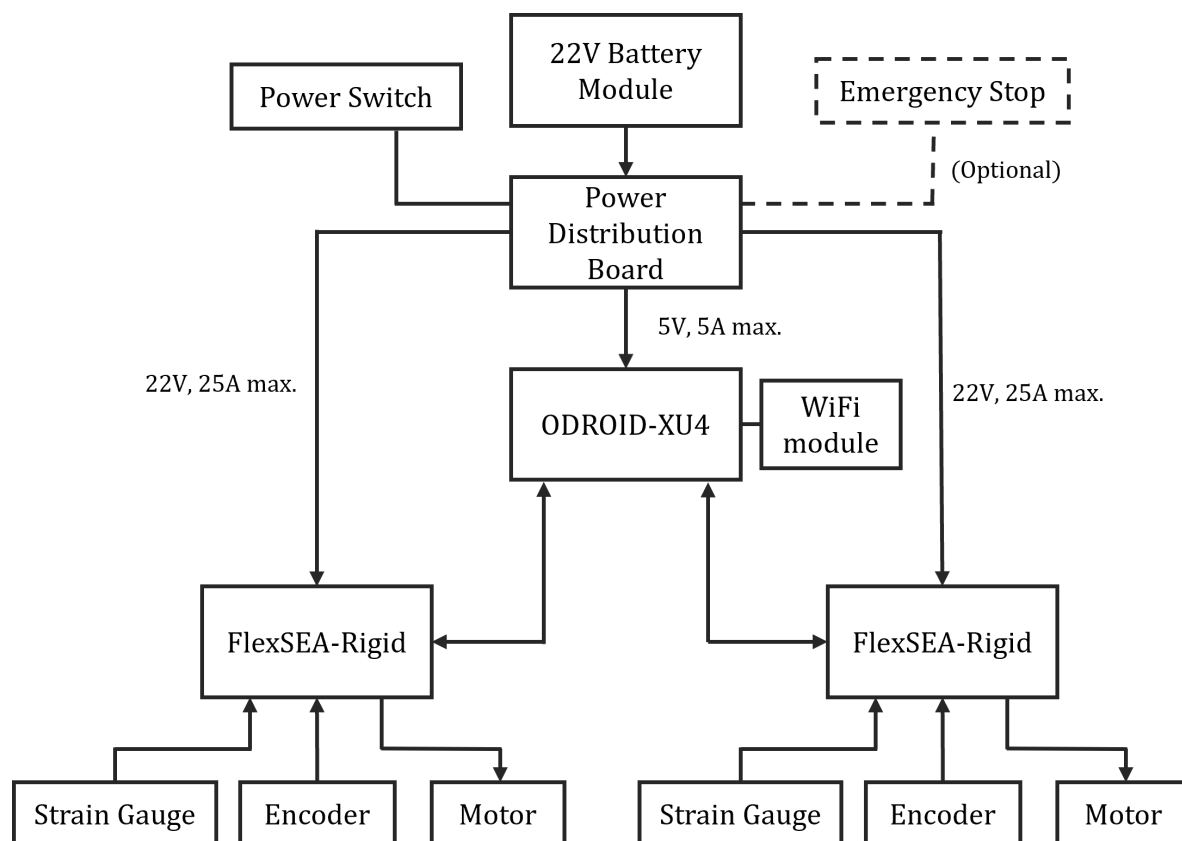 22V Battery
Module
Power Switch
Emergency Stop
(Optional)
Power
Distribution
Board
5V, 5A max.
22V, 25A max.
22V, 25A max.
ODROID-XU4
WiFi
module
FlexSEA-Rigid
FlexSEA-Rigid
Strain Gauge
Encoder
Motor
Strain Gauge
Encoder
Motor